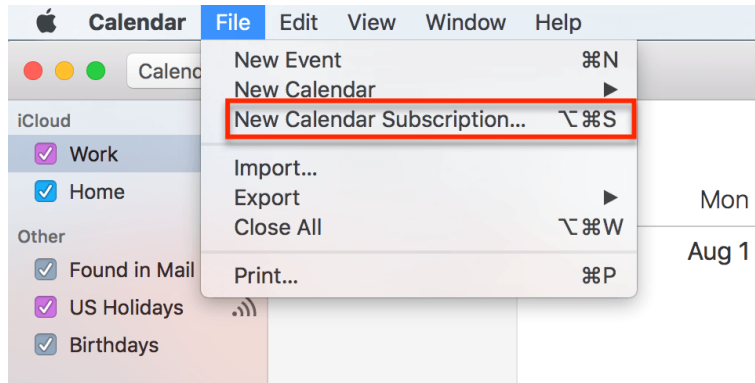 Calendar File Edit View Window Help
Calend
New Event ⌘N
New Calendar ▶
New Calendar Subscription... ⌥⌘S
Import...
Export ▶
Close All ⌥⌘W
Print... ⌘P
iCloud
Work
Home
Other
Found in Mail
US Holidays
Birthdays
Mon
Aug 1